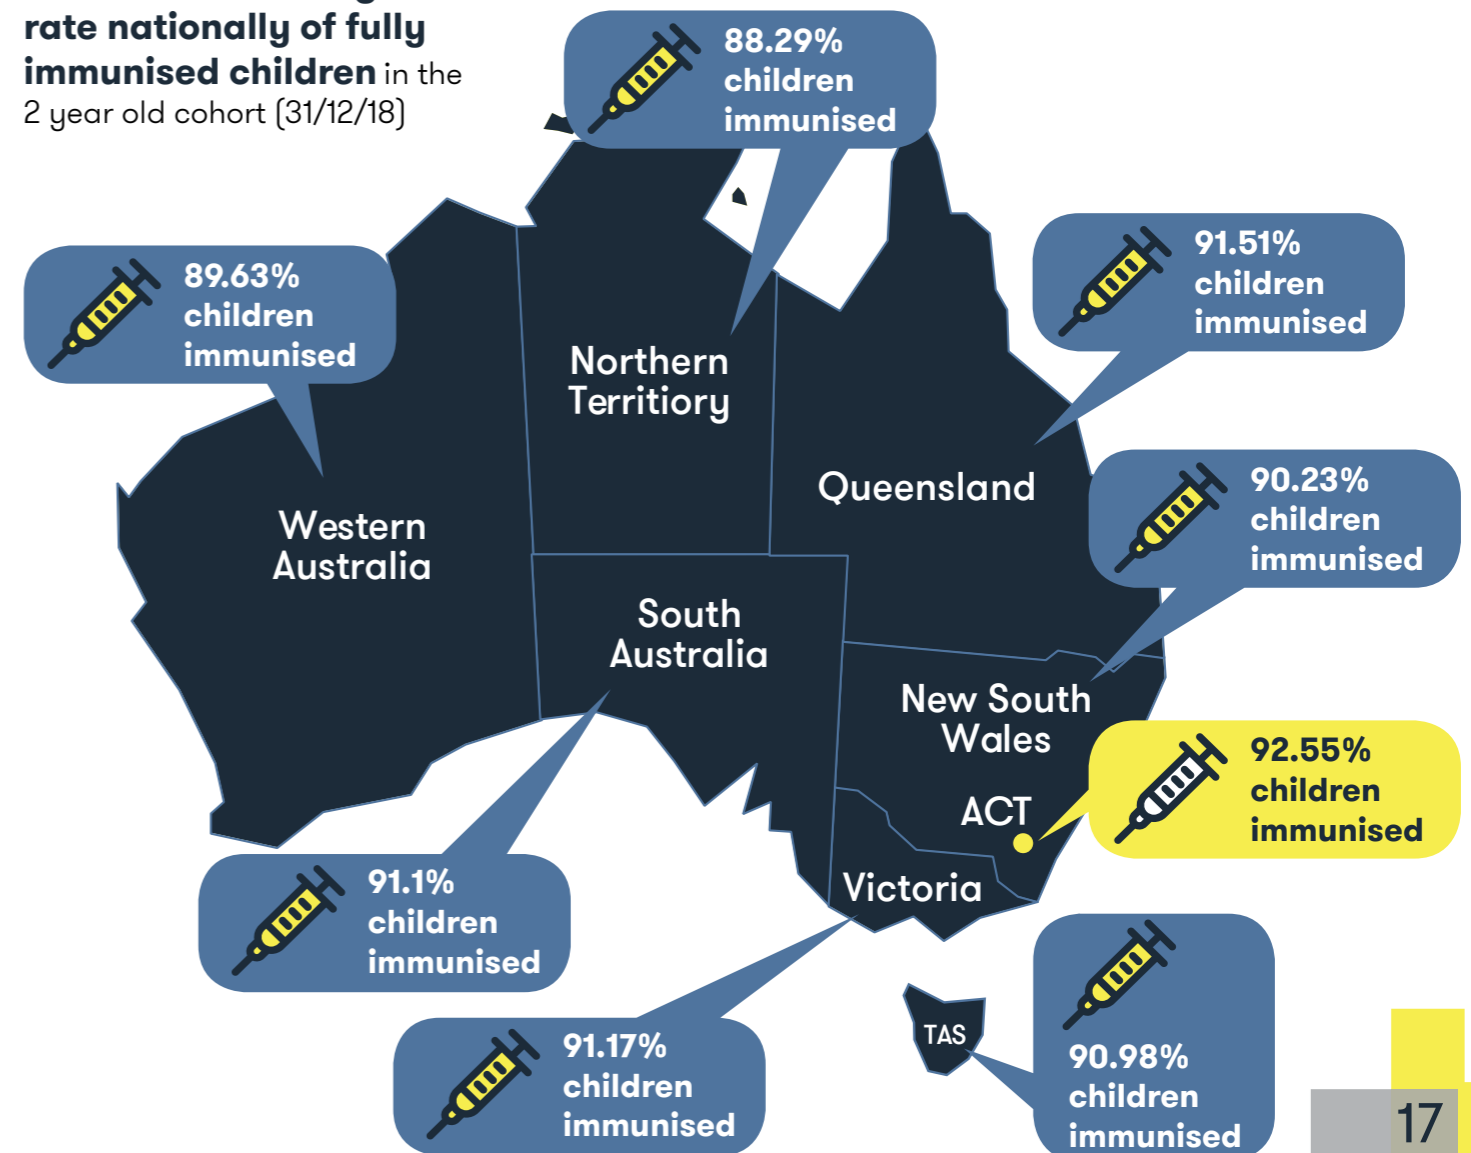 rate nationally of fully
immunised children in the
2 year old cohort (31/12/18)
88.29%
children
immunised
91.51%
children
immunised
89.63%
children
immunised
Northern
Territiory
Queensland
90.23%
children
immunised
Western
Australia
South
Australia
New South
Wales
92.55%
children
immunised
ACT
Victoria
91.1%
children
immunised
TAS
91.17%
children
immunised
90.98%
children
immunised
17